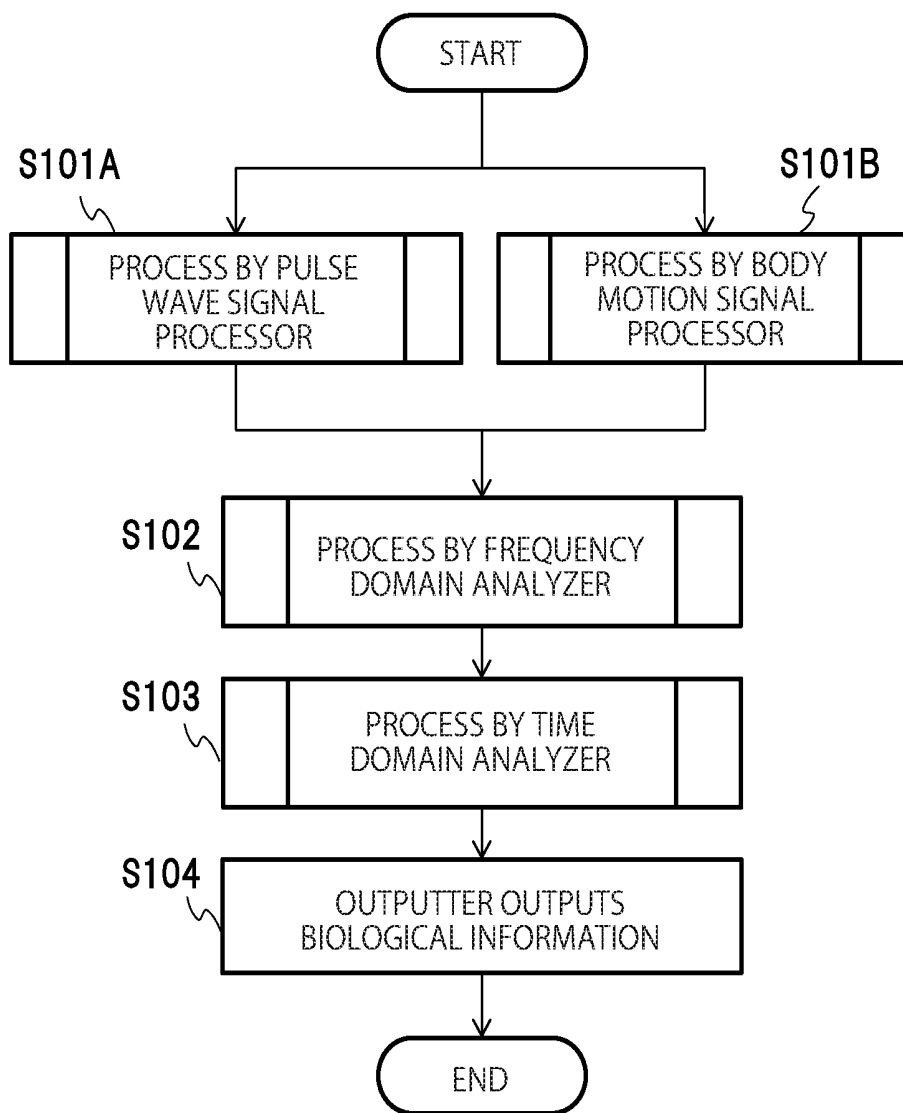 START
S101A
S101B
PROCESS BY PULSE
WAVE SIGNAL
PROCESSOR
PROCESS BY BODY
MOTION SIGNAL
PROCESSOR
S102
PROCESS BY FREQUENCY
DOMAIN ANALYZER
S103
PROCESS BY TIME
DOMAIN ANALYZER
S104
OUTPUTTER OUTPUTS
BIOLOGICAL INFORMATION
END